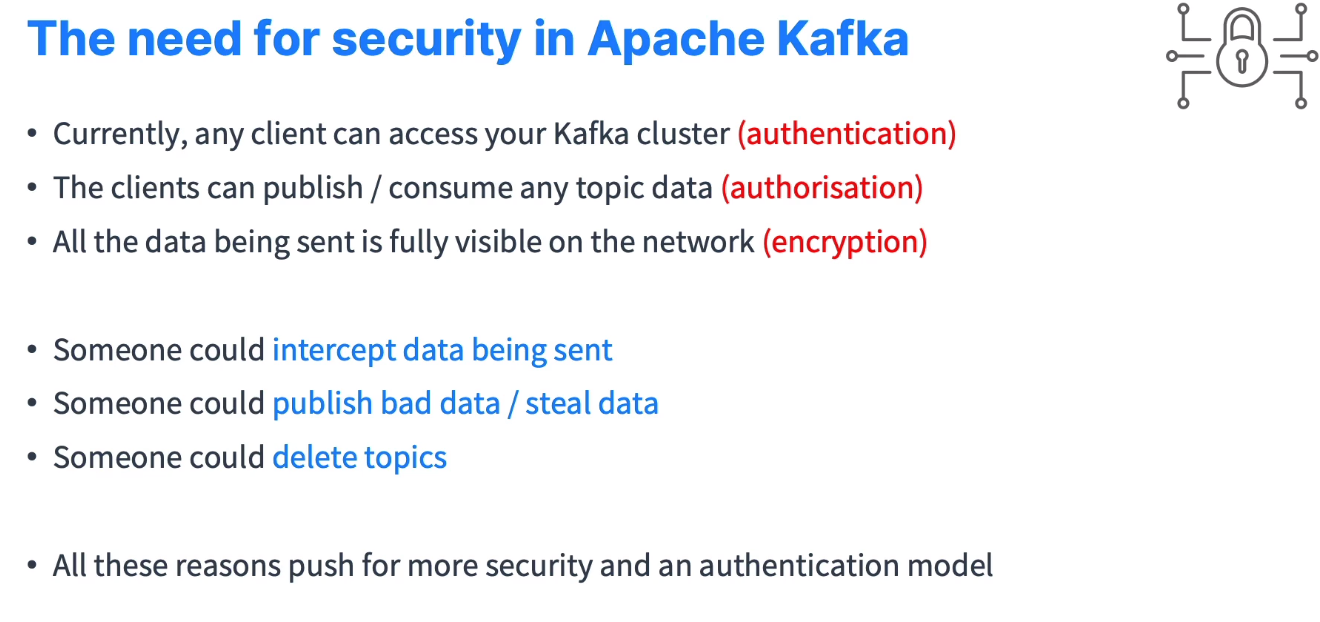 The need for security in Apache Kafka
• Currently, any client can access your Kafka cluster (authentication)
• The clients can publish / consume any topic data (authorisation)
• All the data being sent is fully visible on the network (encryption)
• Someone could intercept data being sent
• Someone could publish bad data / steal data
• Someone could delete topics
• All these reasons push for more security and an authentication model